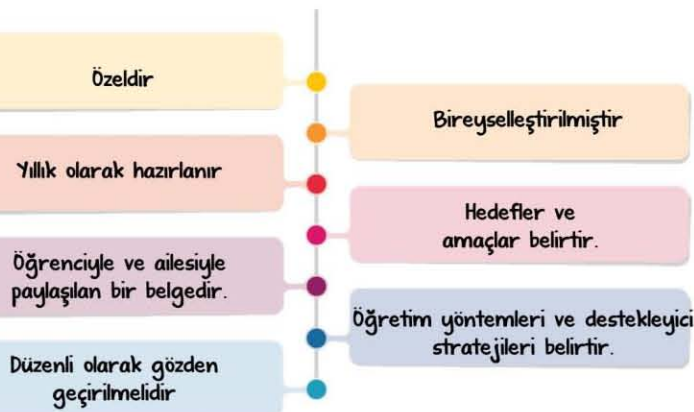 Özeldir
Bireyselleştirilmiştir
Yıllık olarak hazırlanır
Hedefler ve
amaçlar belirtir.
Öğrenciyle ve ailesiyle
paylaşılan bir belgedir.
Öğretim yöntemleri ve destekleyici
stratejileri belirtir.
Düzenli olarak gözden
geçirilmelidir